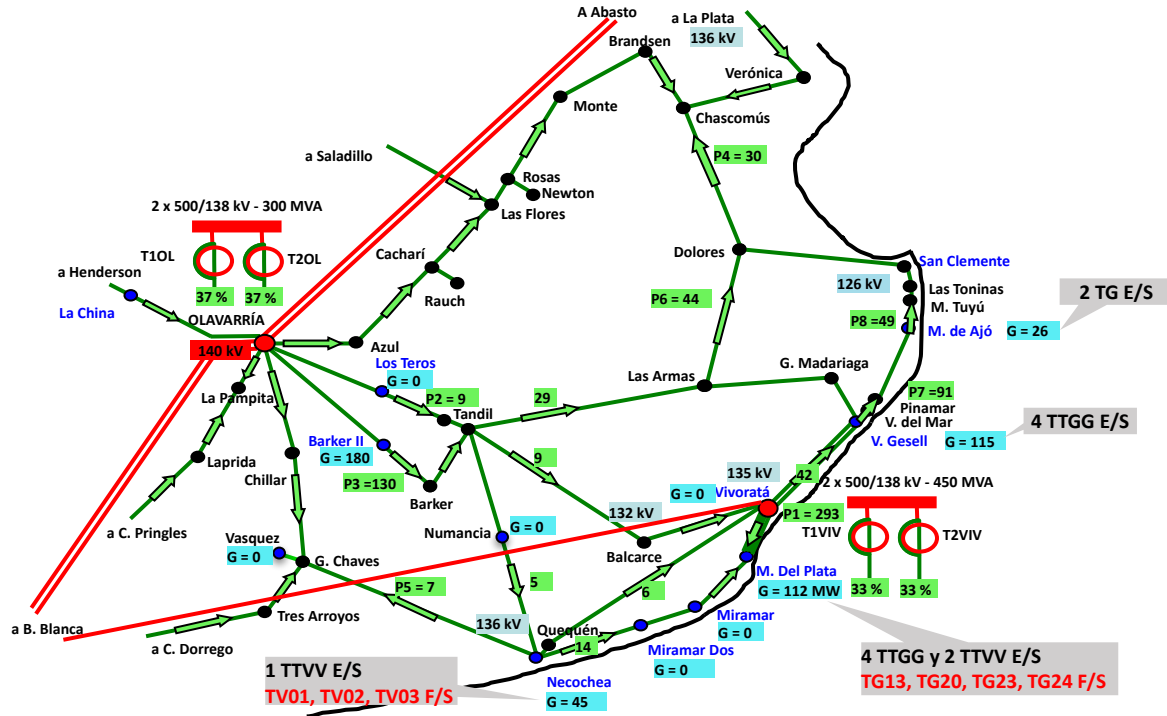 A Abasto
a La Plata
136 kV
Brandsen
Verónica
Monte
Chascomús
a Saladillo
P4 = 30
Rosas
Newton
Las Flores
2 x 500/138 kV - 300 MVA
T1OL
T2OL
Cacharí
Dolores
San Clemente
a Henderson
37 %
37 %
Rauch
126 kV
Las Toninas
2 TG E/S
La China
P6 = 44
M. Tuyú
OLAVARRÍA
P8 =49
M. de Ajó
G = 26
140 kV
Azul
Los Teros
G = 0
G. Madariaga
La Pampita
P2 = 9
29
Las Armas
P7 =91
Tandil
Pinamar
V. del Mar
4 TTGG E/S
Barker II
V. Gesell
G = 115
G = 180
9
Laprida
Chillar
P3 =130
135 kV
42
2 x 500/138 kV - 450 MVA
Barker
G = 0
Vivoratá
132 kV
P1 = 293
a C. Pringles
Numancia
G = 0
T1VIV
T2VIV
Vasquez
G = 0
Balcarce
G. Chaves
M. Del Plata
P5 = 7
5
6
G = 112 MW
33 %
33 %
Tres Arroyos
Miramar
a B. Blanca
136 kV
Quequén
G = 0
a C. Dorrego
14
Miramar Dos
4 TTGG y 2 TTVV E/S
1 TTVV E/S
G = 0
TG13, TG20, TG23, TG24 F/S
TV01, TV02, TV03 F/S
Necochea
G = 45